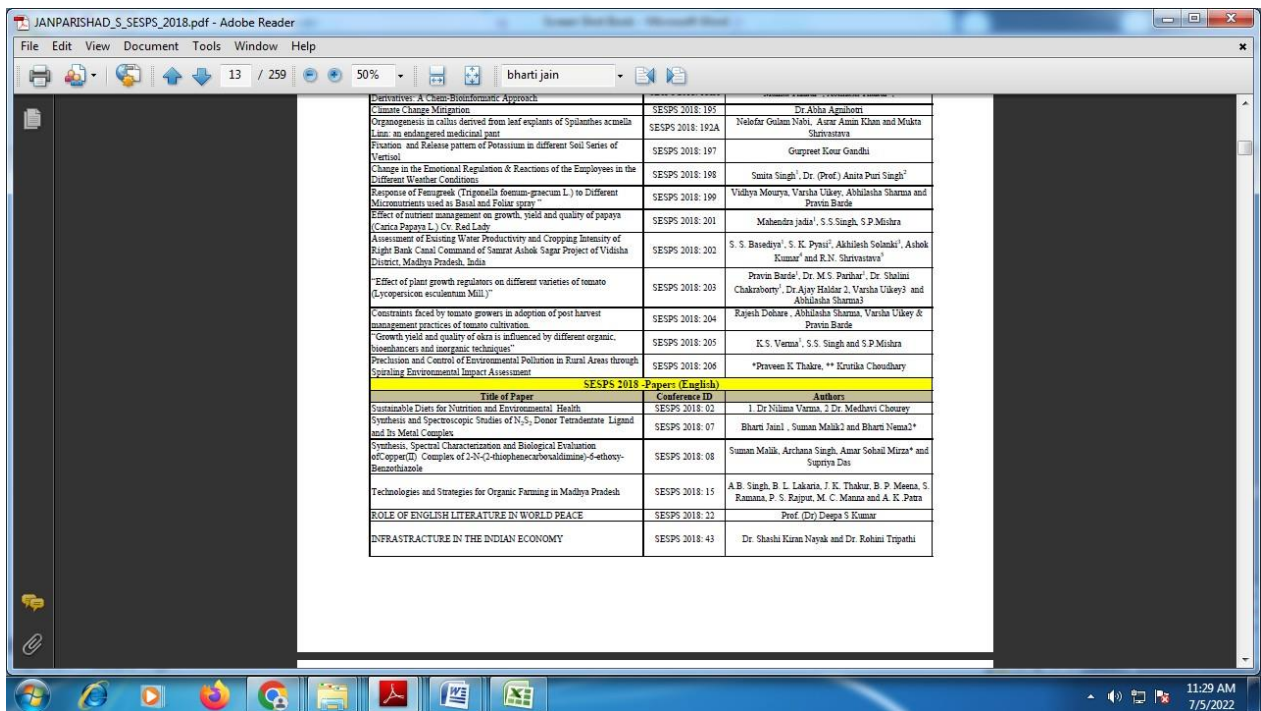 JANPARISHAD_S_SESPS_2018.pdf - Adobe Reader
File Edit View Document Tools Window Help
13 / 259 50% bharti jain
Derivatives: A Chem-Bioinformatic Approach
Climate Change Mitigation SESPS 2018: 195 Dr.Abha Agnihotri
Organogenesis in callus derived from leaf explants of Spilanthes acmella
Linn: an endangered medicinal pant
SESPS 2018: 192A
Nelofar Gulam Nabi, Asrar Amin Khan and Mukta
Shrivastava
Fixation and Release pattern of Potassium in different Soil Series of
Vertisol
SESPS 2018: 197
Gurpreet Kour Gandhi
Change in the Emotional Regulation & Reactions of the Employees in the
Different Weather Conditions
SESPS 2018: 198
Smita Singh1, Dr. (Prof.) Anita Puri Singh2
Response of Fenugreek (Trigonella foenum-graecum L.) to Different
Micronutrients used as Basal and Foliar spray "
SESPS 2018: 199
Vidhya Mourya, Varsha Uikey, Abhilasha Sharma and
Pravin Barde
Effect of nutrient management on growth, yield and quality of papaya
(Carica Papaya L.) Cv. Red Lady
SESPS 2018: 201
Mahendra jadia1, S.S.Singh, S.P.Mishra
Assessment of Existing Water Productivity and Cropping Intensity of
Right Bank Canal Command of Samrat Ashok Sagar Project of Vidisha
District, Madhya Pradesh, India
SESPS 2018: 202
S. S. Basediya1, S. K. Pyasi2, Akhilesh Solanki3, Ashok
Kumar4 and R.N. Shrivastava5
"Effect of plant growth regulators on different varieties of tomato
(Lycopersicon esculentum Mill.)"
SESPS 2018: 203
Pravin Barde1, Dr. M.S. Parihar1, Dr. Shalini
Chakraborty1, Dr.Ajay Haldar 2, Varsha Uikey3 and
Abhilasha Sharma3
Constraints faced by tomato growers in adoption of post harvest
management practices of tomato cultivation.
SESPS 2018: 204
Rajesh Dohare , Abhilasha Sharma, Varsha Uikey &
Pravin Barde
"Growth yield and quality of okra is influenced by different organic,
bioenhancers and inorganic techniques"
SESPS 2018: 205
K.S. Verma1, S.S. Singh and S.P.Mishra
Preclusion and Control of Environmental Pollution in Rural Areas through
Spiraling Environmental Impact Assessment
SESPS 2018: 206
*Praveen K Thakre, ** Krutika Choudhary
SESPS 2018 -Papers (English)
Title of Paper Conference ID Authors
Sustainable Diets for Nutrition and Environmental Health SESPS 2018: 02 1. Dr Nilima Varma, 2 Dr. Medhavi Chourey
Synthesis and Spectroscopic Studies of N2S2 Donor Tetradentate Ligand
and Its Metal Complex
SESPS 2018: 07
Bharti Jain1 , Suman Malik2 and Bharti Nema2*
Synthesis, Spectral Characterization and Biological Evaluation
ofCopper(II) Complex of 2-N-(2-thiophenecarboxaldimine)-6-ethoxy-
Benzothiazole
SESPS 2018: 08
Suman Malik, Archana Singh, Amar Sohail Mirza* and
Supriya Das
Technologies and Strategies for Organic Farming in Madhya Pradesh
SESPS 2018: 15
A.B. Singh, B. L. Lakaria, J. K. Thakur, B. P. Meena, S.
Ramana, P. S. Rajput, M. C. Manna and A. K .Patra
ROLE OF ENGLISH LITERATURE IN WORLD PEACE SESPS 2018: 22 Prof. (Dr) Deepa S Kumar
INFRASTRACTURE IN THE INDIAN ECONOMY SESPS 2018: 43 Dr. Shashi Kiran Nayak and Dr. Rohini Tripathi
11:29 AM
7/5/2022